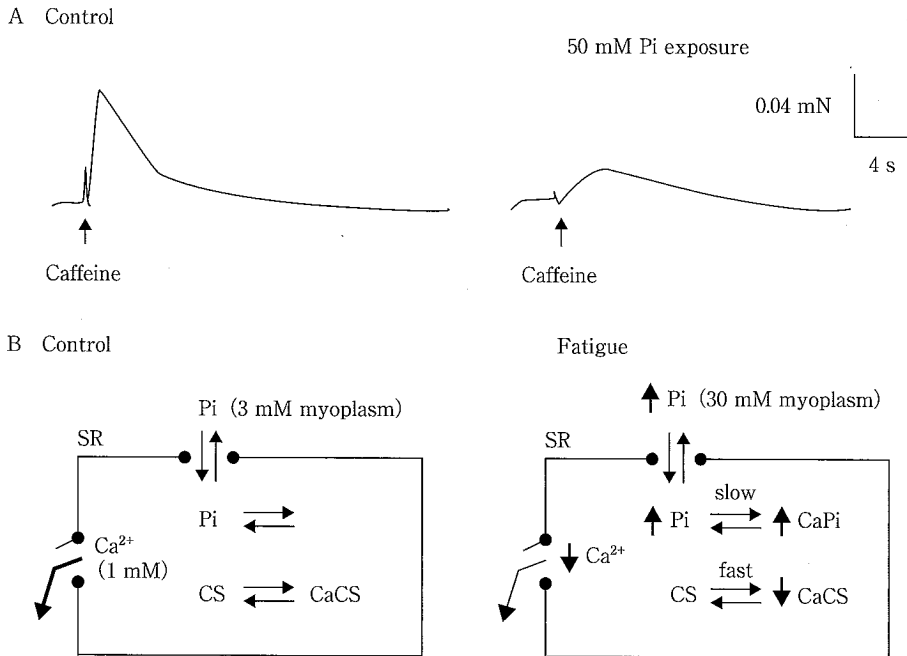 A Control
50 mM Pi exposure
0.04 mN
4 s
Caffeine
Caffeine
B Control
Fatigue
Pi (3 mM myoplasm)
SR
Pi
Ca²⁺
(1 mM)
CS
CaCS
Pi (30 mM myoplasm)
SR
slow
Pi
CaPi
Ca²⁺
fast
CS
CaCS